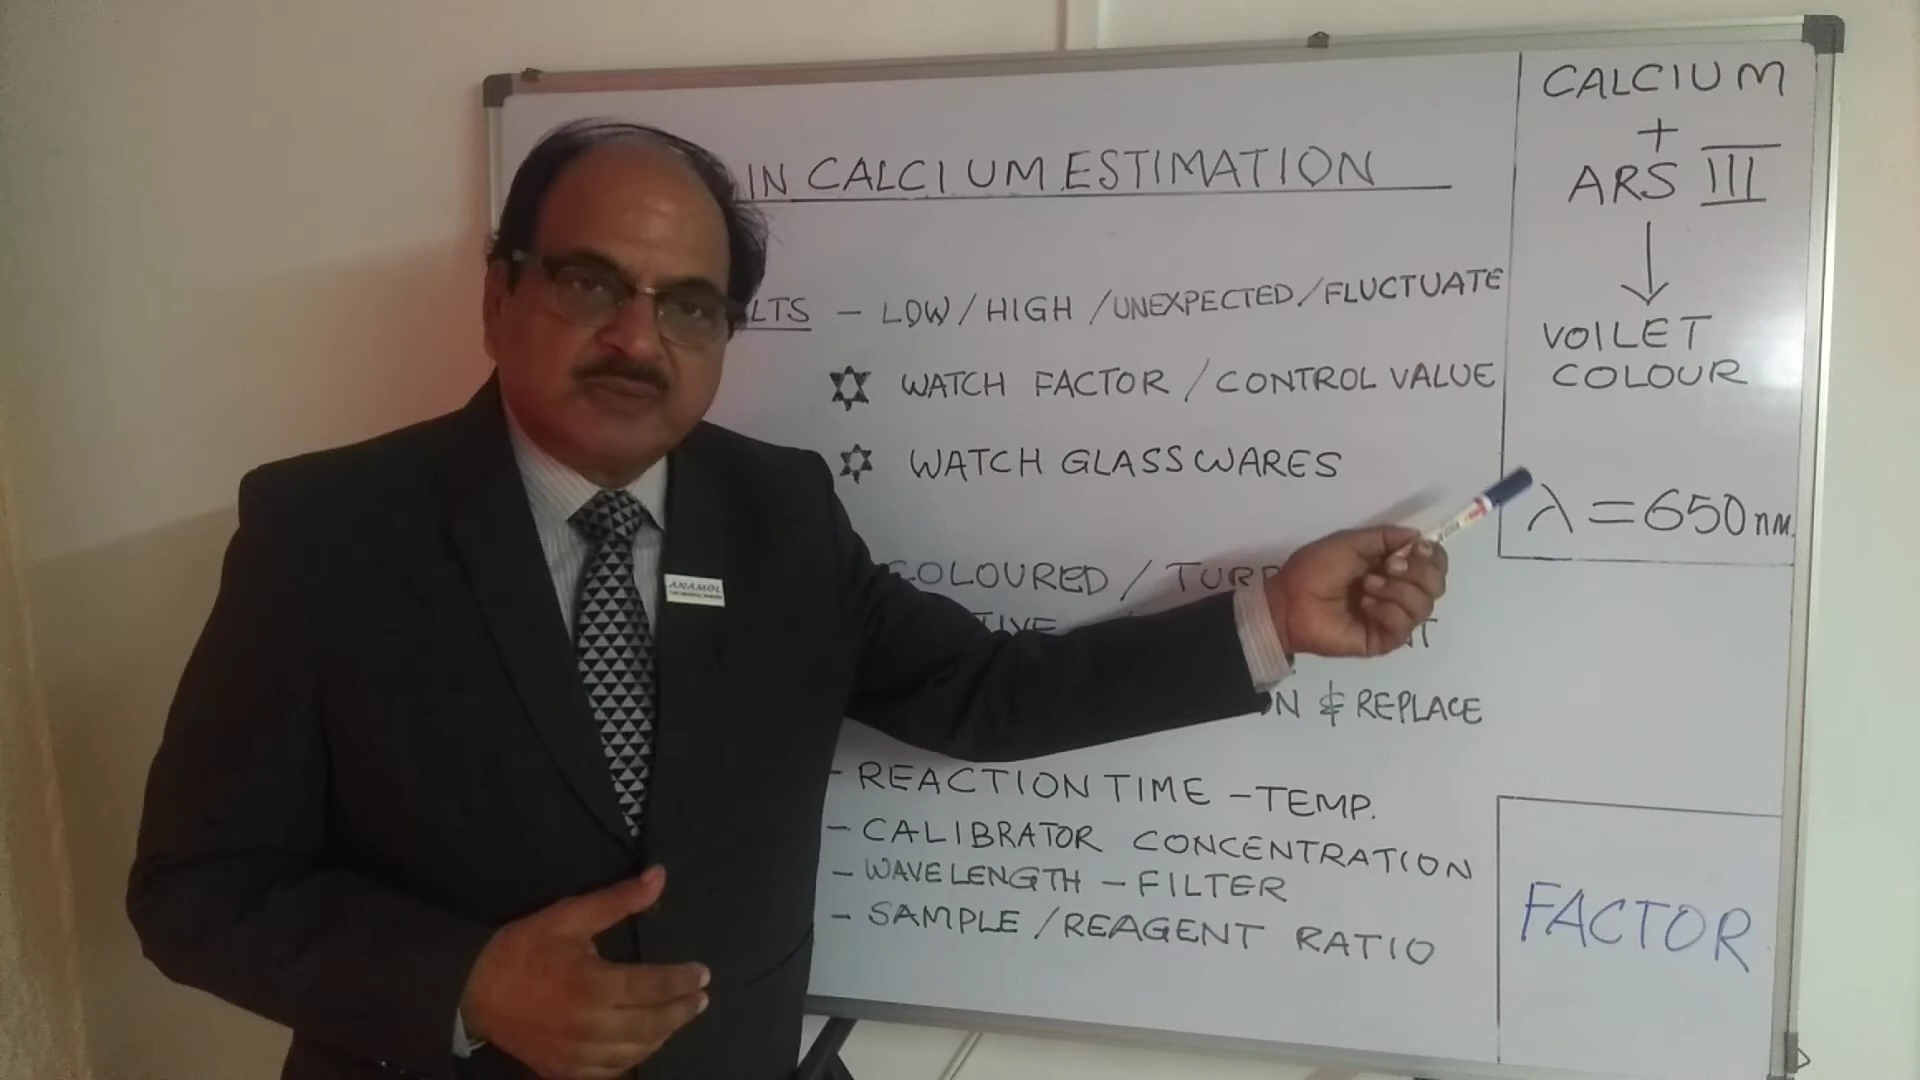 IN CALCIUM ESTIMATION
LTS - LOW / HIGH / UNEXPECTED / FLUCTUATE
WATCH FACTOR / CONTROL VALUE
WATCH GLASSWARES
COLOURED /
& REPLACE
- REACTION TIME - TEMP.
- CALIBRATOR CONCENTRATION
- WAVELENGTH - FILTER
- SAMPLE / REAGENT RATIO
CALCIUM
+
ARS III
↓
VOILET
COLOUR
λ = 650 nm.
FACTOR
ANAMOL